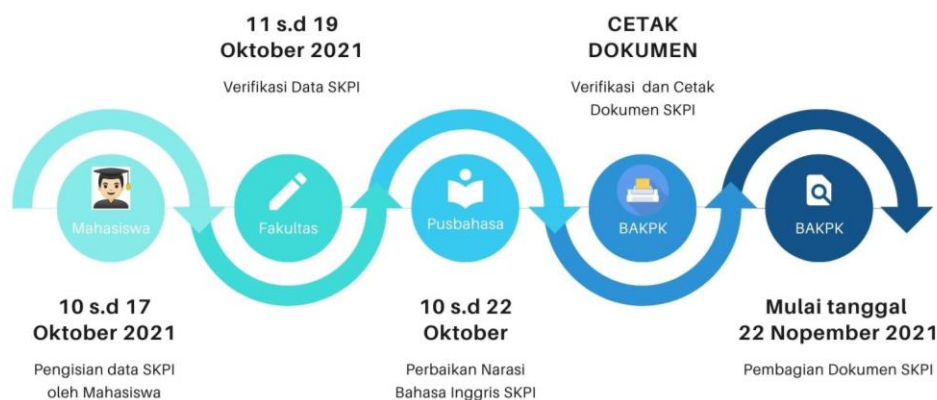 11 s.d 19
Oktober 2021
Verifikasi Data SKPI
CETAK
DOKUMEN
Verifikasi dan Cetak
Dokumen SKPI
Mahasiswa
Fakultas
Pusbahasa
BAKPK
BAKPK
10 s.d 17
Oktober 2021
Pengisian data SKPI
oleh Mahasiswa
10 s.d 22
Oktober
Perbaikan Narasi
Bahasa Inggris SKPI
Mulai tanggal
22 Nopember 2021
Pembagian Dokumen SKPI